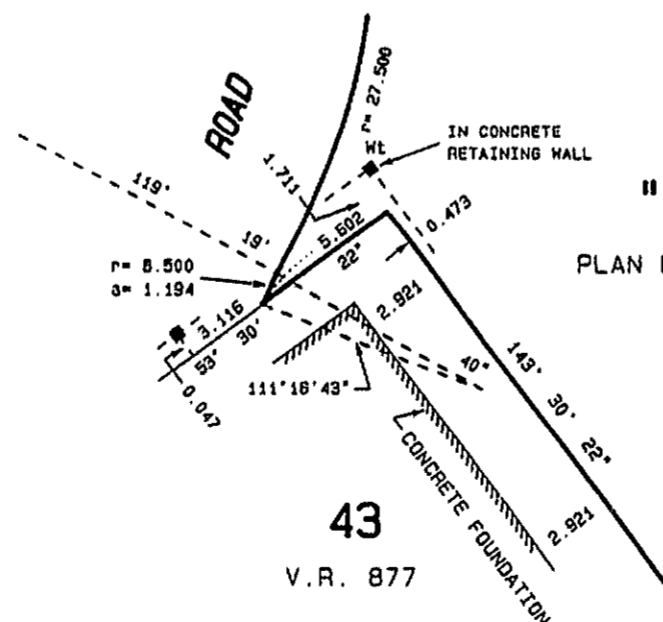 ROAD
r= 27.500
Wt
IN CONCRETE
RETAINING WALL
119°
1.711
"
19'
5.602
0.473
r= 8.500
a= 1.194
22"
PLAN
3.116
30'
53°
2.921
40"
143° 30' 22"
0.047
111°16'43"
CONCRETE FOUNDATION
43
2.921
V.R. 877